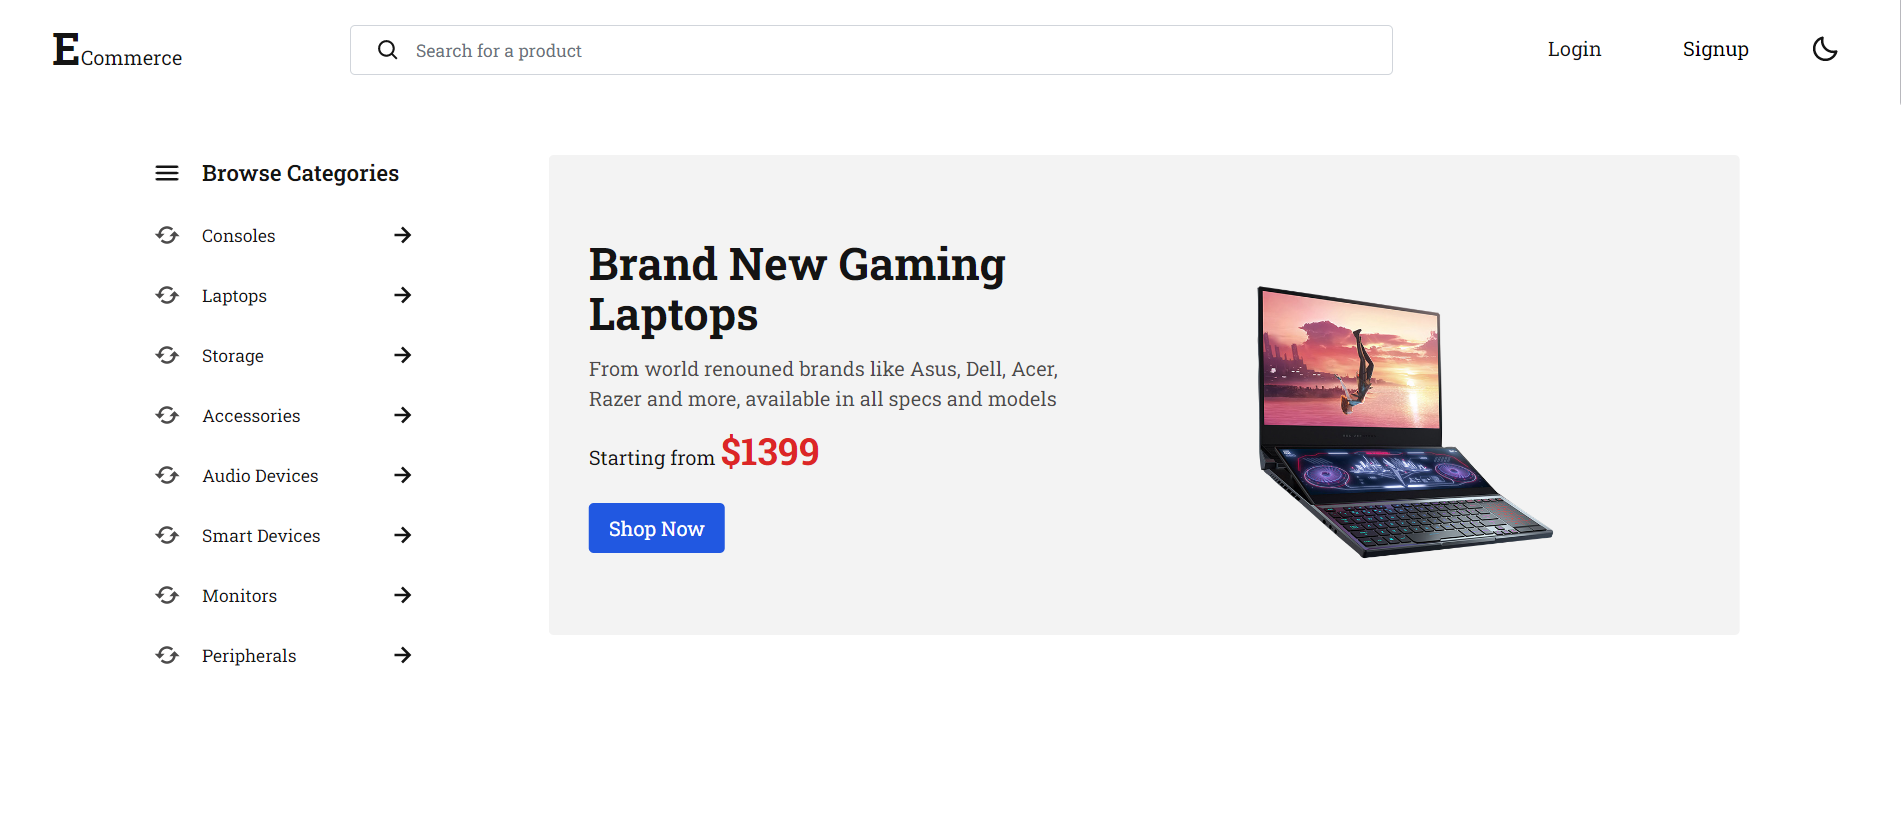 ECommerce
Search for a product
Login
Signup
Browse Categories
Consoles
Laptops
Storage
Accessories
Audio Devices
Smart Devices
Monitors
Peripherals
Brand New Gaming
Laptops
From world renouned brands like Asus, Dell, Acer,
Razer and more, available in all specs and models
Starting from $1399
Shop Now